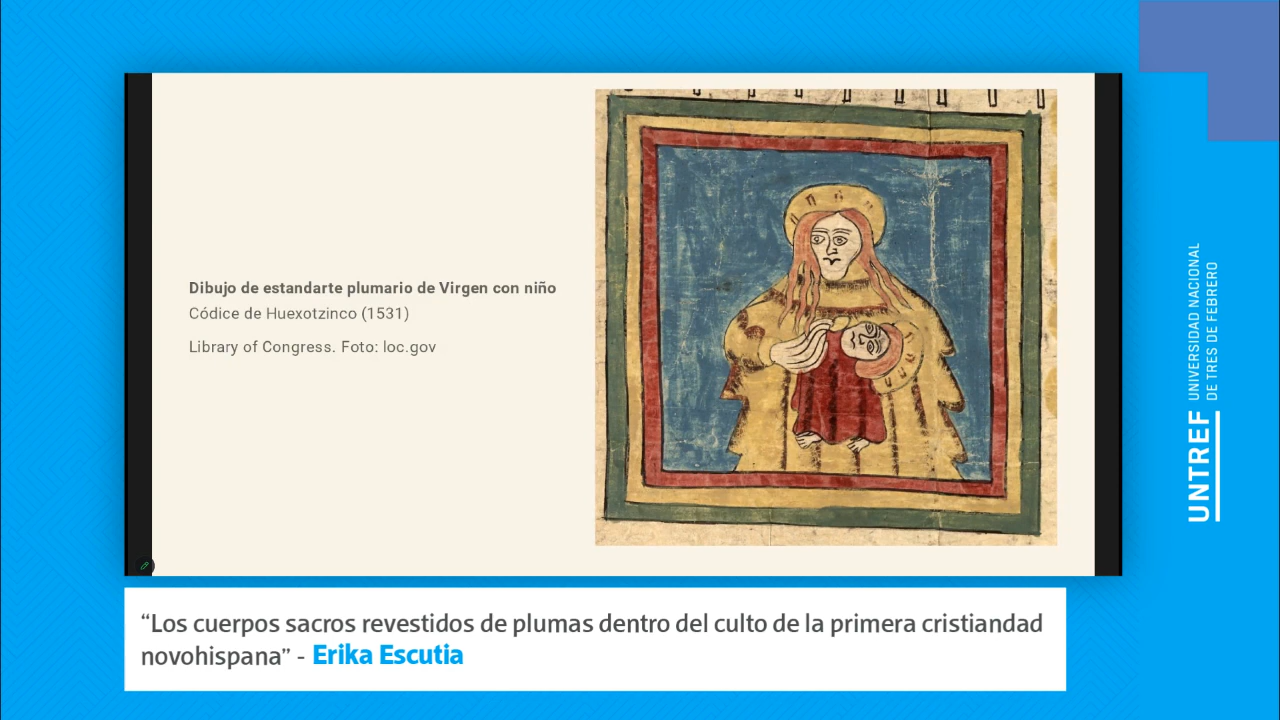 Dibujo de estandarte plumario de Virgen con niño
Códice de Huexotzinco (1531)
Library of Congress. Foto: loc.gov
“Los cuerpos sacros revestidos de plumas dentro del culto de la primera cristiandad
novohispana” - Erika Escutia
UNTREF
UNIVERSIDAD NACIONAL
DE TRES DE FEBRERO